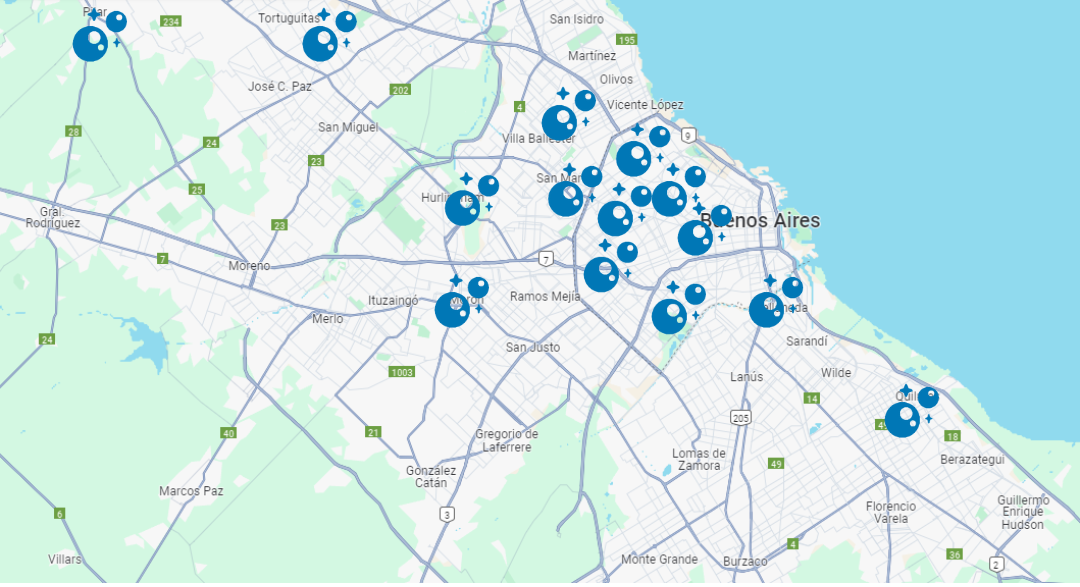 Pilar
234
Tortuguitas
San Isidro
195
Martínez
Olivos
José C. Paz
202
Vicente López
4
28
San Miguel
9
24
Villa Ballester
23
San Mar
25
Hurlingham
Gral.
Rodríguez
Buenos Aires
23
7
7
Moreno
Ituzaingó
Morón
Ramos Mejía
Merlo
24
San Justo
Sarandí
1003
Lanús
Wilde
14
205
40
21
Gregorio de
Laferrere
18
Berazategui
Lomas de
Zamora
49
González
Catán
Marcos Paz
Guillermo
Enrique
Hudson
Florencio
Varela
6
3
4
36
2
Villars
Monte Grande
Burzaco